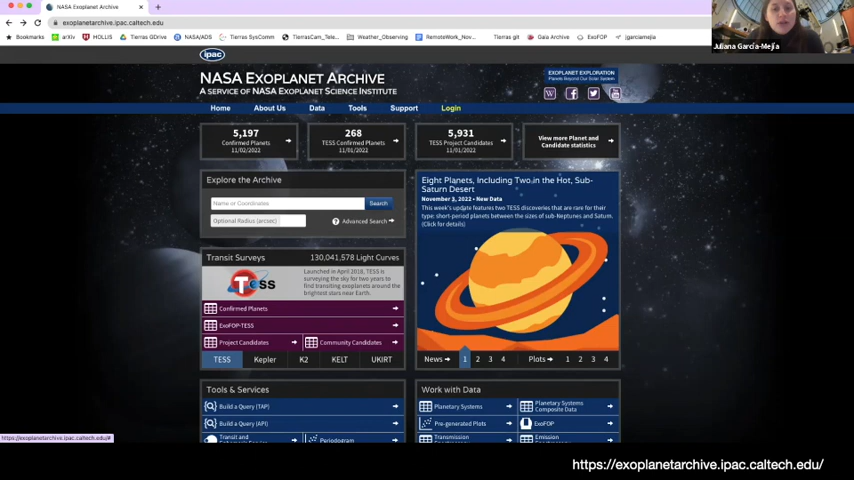 NASA Exoplanet Archive
exoplanetarchive.ipac.caltech.edu
Bookmarks
arXiv
HOLLIS
Tierras GDrive
NASA/ADS
Tierras SysComm
TierrasCam_Tele...
Weather_Observing
RemoteWork_Nov...
Tierras git
Gaia Archive
ExoFOP
jgarciamejia
Juliana García-Mejía
ipac
NASA EXOPLANET ARCHIVE
A SERVICE OF NASA EXOPLANET SCIENCE INSTITUTE
EXOPLANET EXPLORATION
Planets Beyond Our Solar System
Home
About Us
Data
Tools
Support
Login
5,197
Confirmed Planets
11/02/2022
268
TESS Confirmed Planets
11/01/2022
5,931
TESS Project Candidates
11/01/2022
View more Planet and
Candidate statistics
Explore the Archive
Name or Coordinates
Search
Optional Radius (arcsec)
Advanced Search
Transit Surveys
130,041,578 Light Curves
TESS
Launched in April 2018, TESS is
surveying the sky for two years to
find transiting exoplanets around the
brightest stars near Earth.
Confirmed Planets
ExoFOP-TESS
Project Candidates
Community Candidates
TESS
Kepler
K2
KELT
UKIRT
Eight Planets, Including Two in the Hot, Sub-
Saturn Desert
November 3, 2022 • New Data
This week's update features two TESS discoveries that are rare for their
type: short-period planets between the sizes of sub-Neptunes and Saturn.
(Click for details)
News
1
2
3
4
Plots
1
2
3
4
Tools & Services
Build a Query (TAP)
Build a Query (API)
Transit and
Periodogram
Work with Data
Planetary Systems
Planetary Systems
Composite Data
Pre-generated Plots
ExoFOP
Transmission
Emission
https://exoplanetarchive.ipac.caltech.edu/#
https://exoplanetarchive.ipac.caltech.edu/